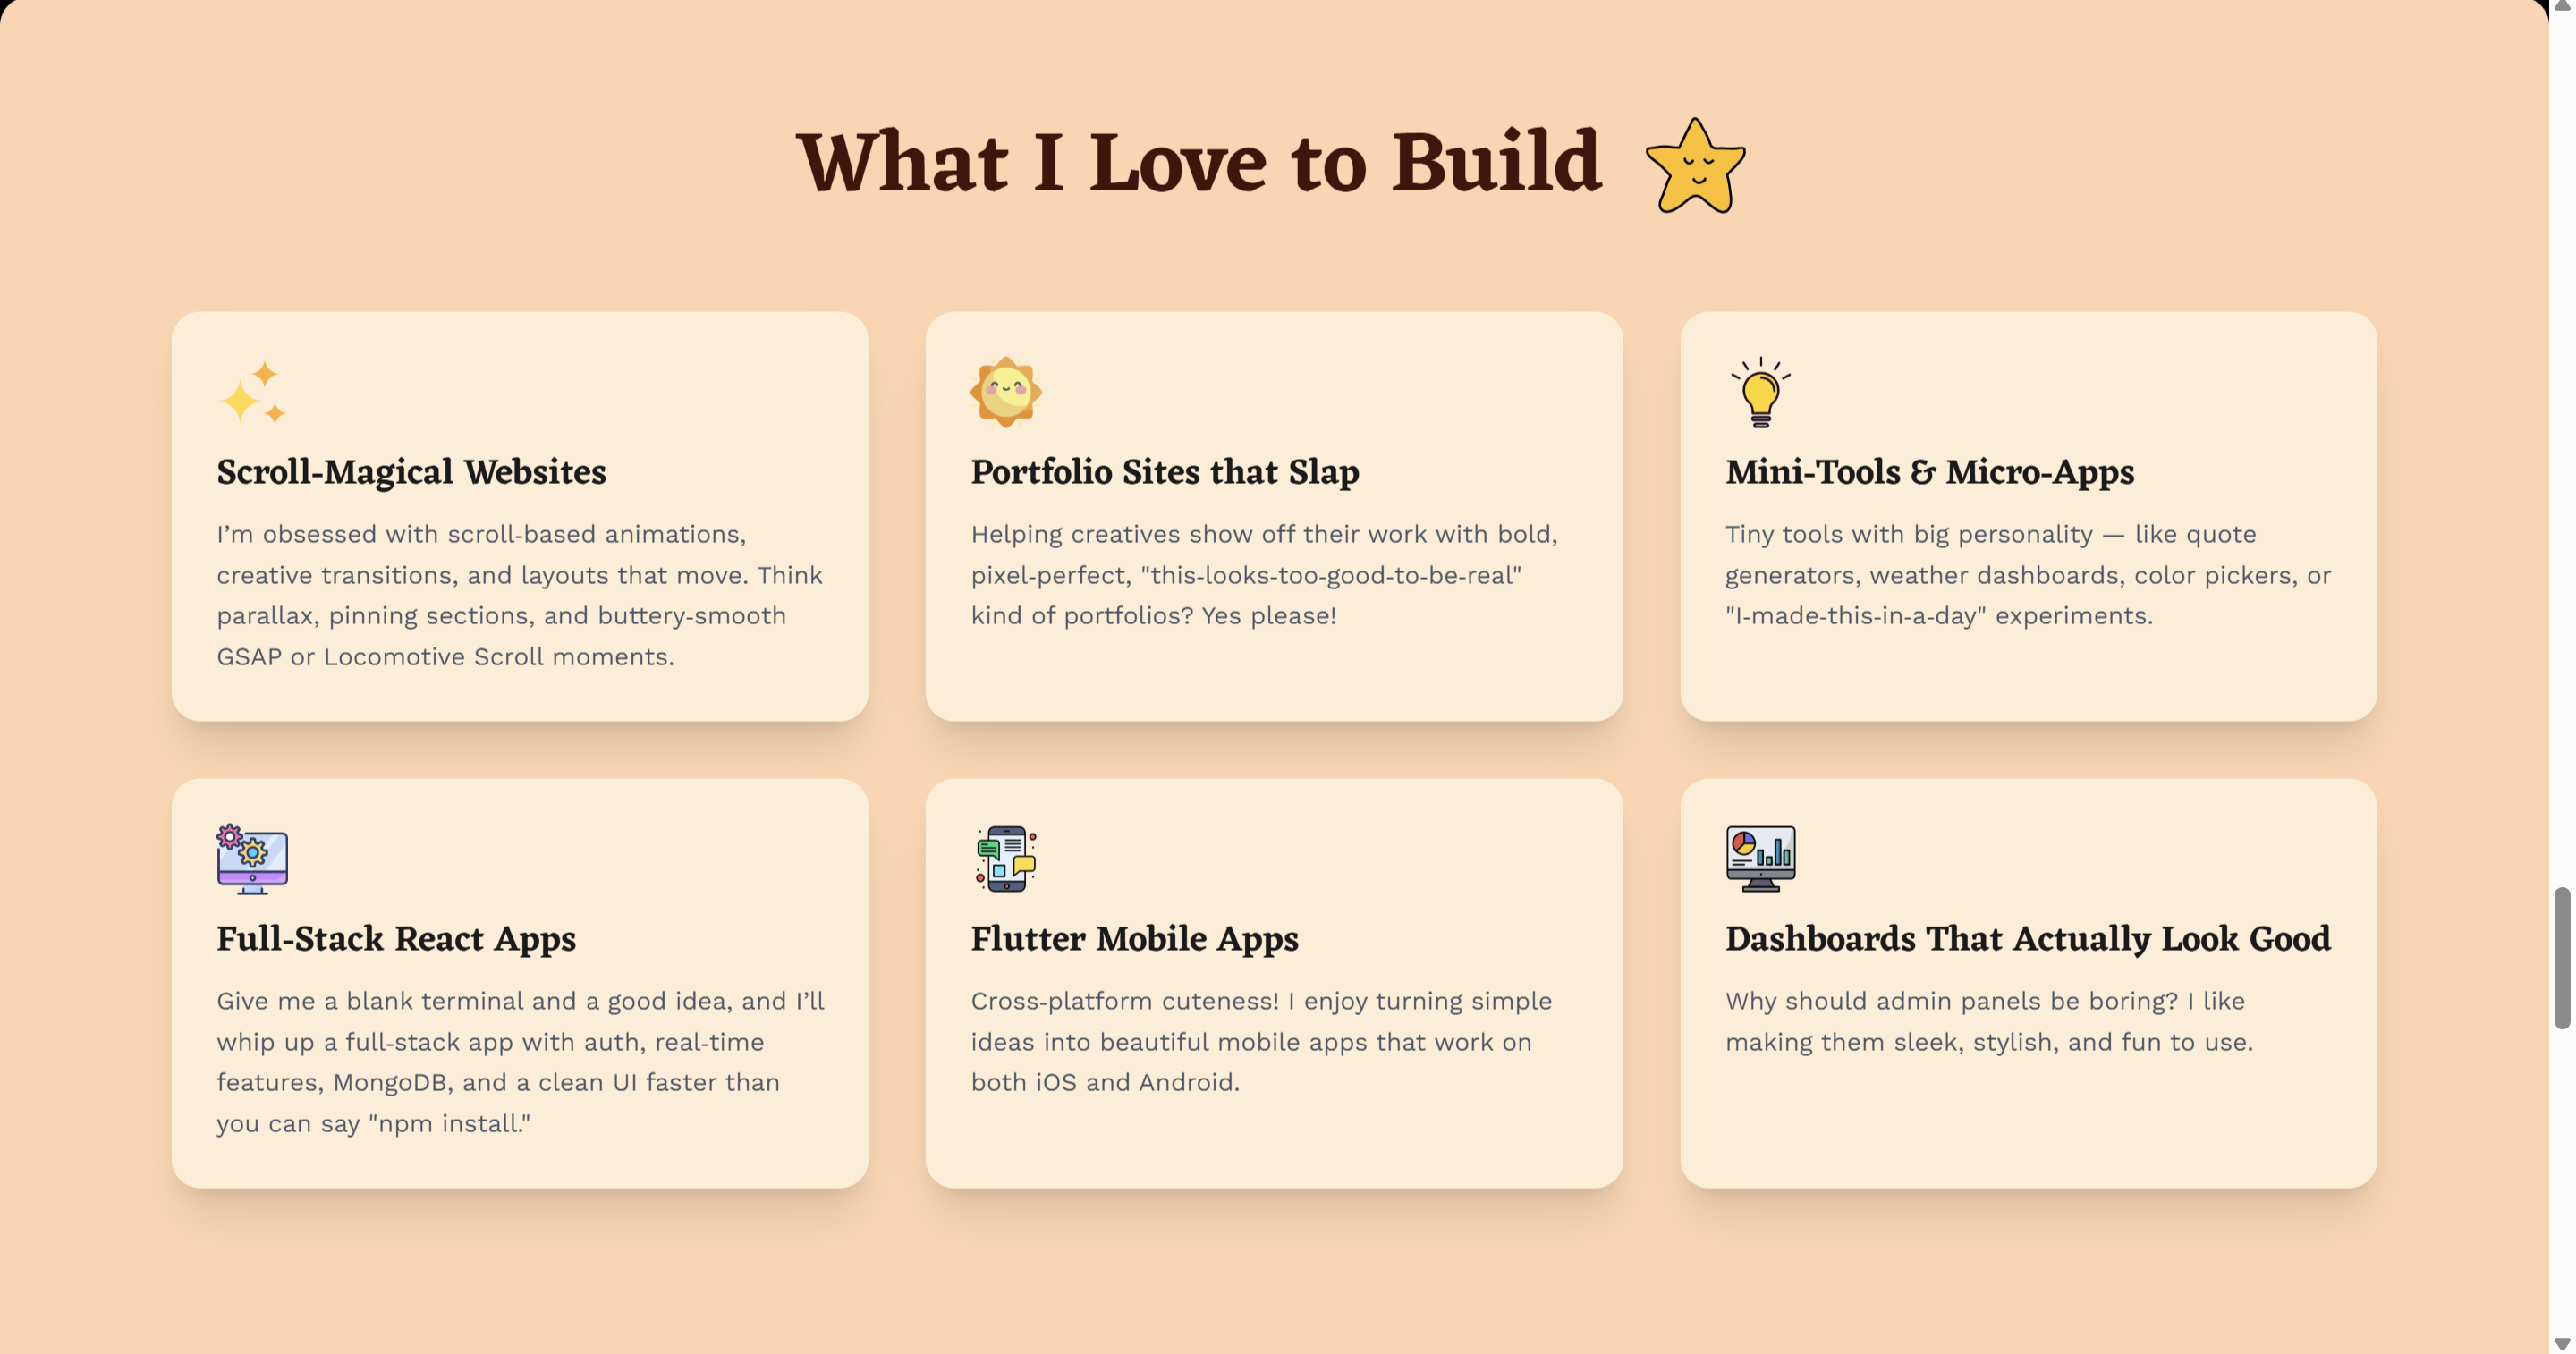 What I Love to Build
Scroll-Magical Websites
I’m obsessed with scroll-based animations,
creative transitions, and layouts that move. Think
parallax, pinning sections, and buttery-smooth
GSAP or Locomotive Scroll moments.
Portfolio Sites that Slap
Helping creatives show off their work with bold,
pixel-perfect, "this-looks-too-good-to-be-real"
kind of portfolios? Yes please!
Mini-Tools & Micro-Apps
Tiny tools with big personality — like quote
generators, weather dashboards, color pickers, or
"I-made-this-in-a-day" experiments.
Full-Stack React Apps
Give me a blank terminal and a good idea, and I’ll
whip up a full-stack app with auth, real-time
features, MongoDB, and a clean UI faster than
you can say "npm install."
Flutter Mobile Apps
Cross-platform cuteness! I enjoy turning simple
ideas into beautiful mobile apps that work on
both iOS and Android.
Dashboards That Actually Look Good
Why should admin panels be boring? I like
making them sleek, stylish, and fun to use.